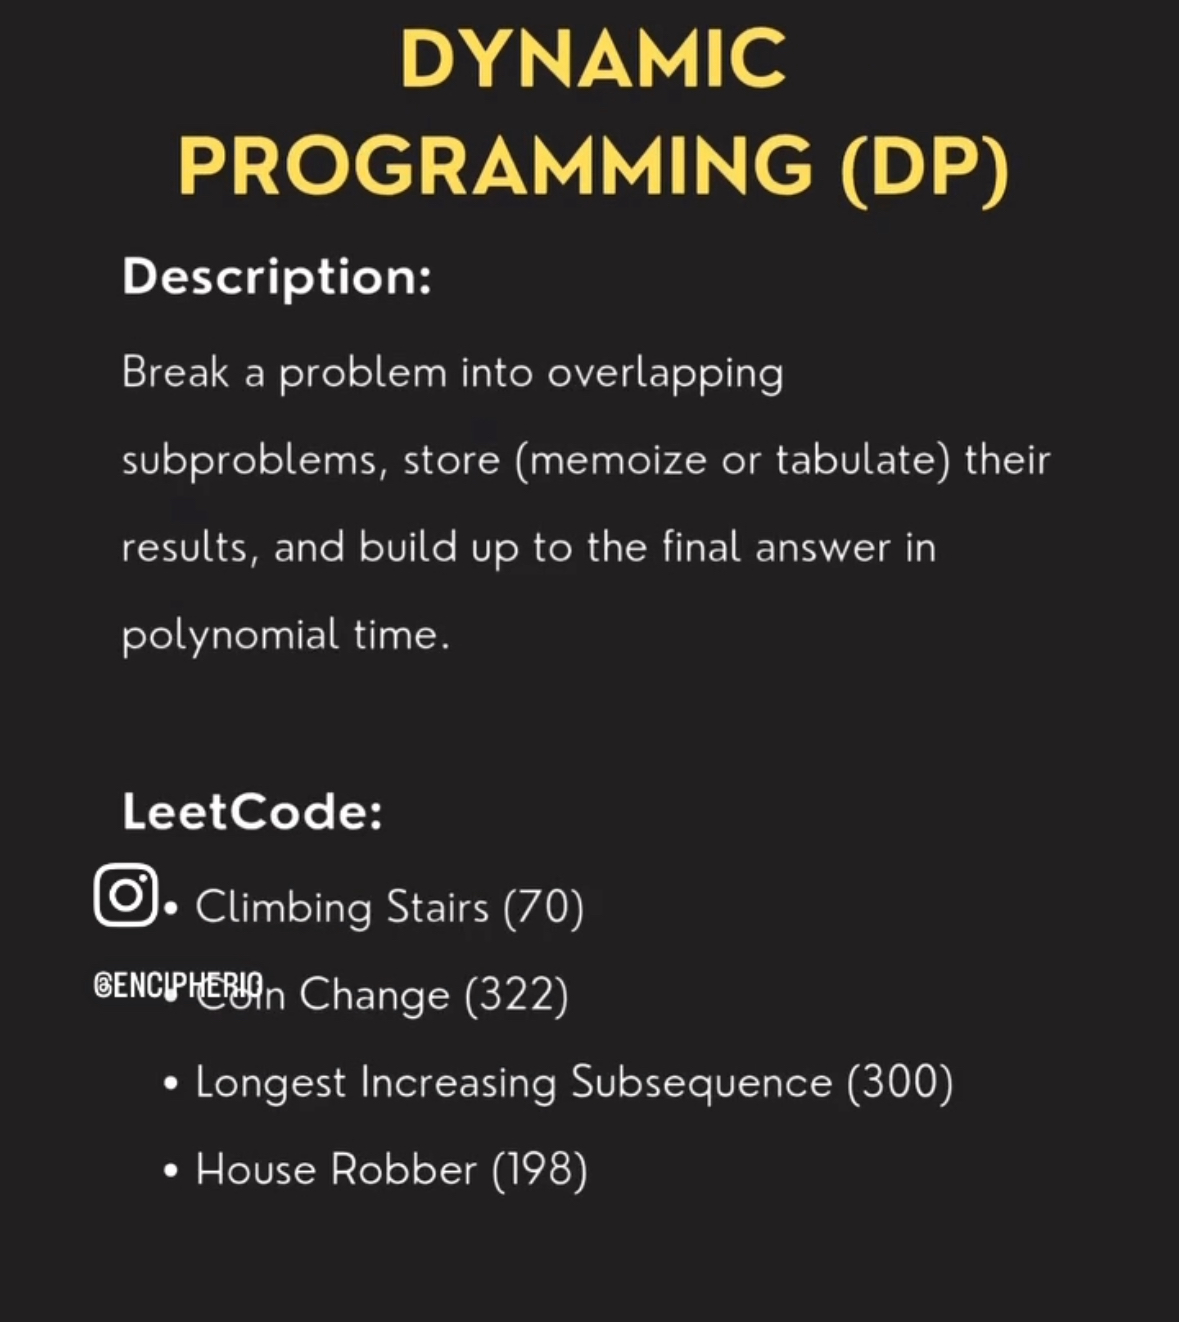 DYNAMIC
PROGRAMMING (DP)
Description:
Break a problem into overlapping
subproblems, store (memoize or tabulate) their
results, and build up to the final answer in
polynomial time.
LeetCode:
• Climbing Stairs (70)
@ENCIPHERIO
• Coin Change (322)
• Longest Increasing Subsequence (300)
• House Robber (198)